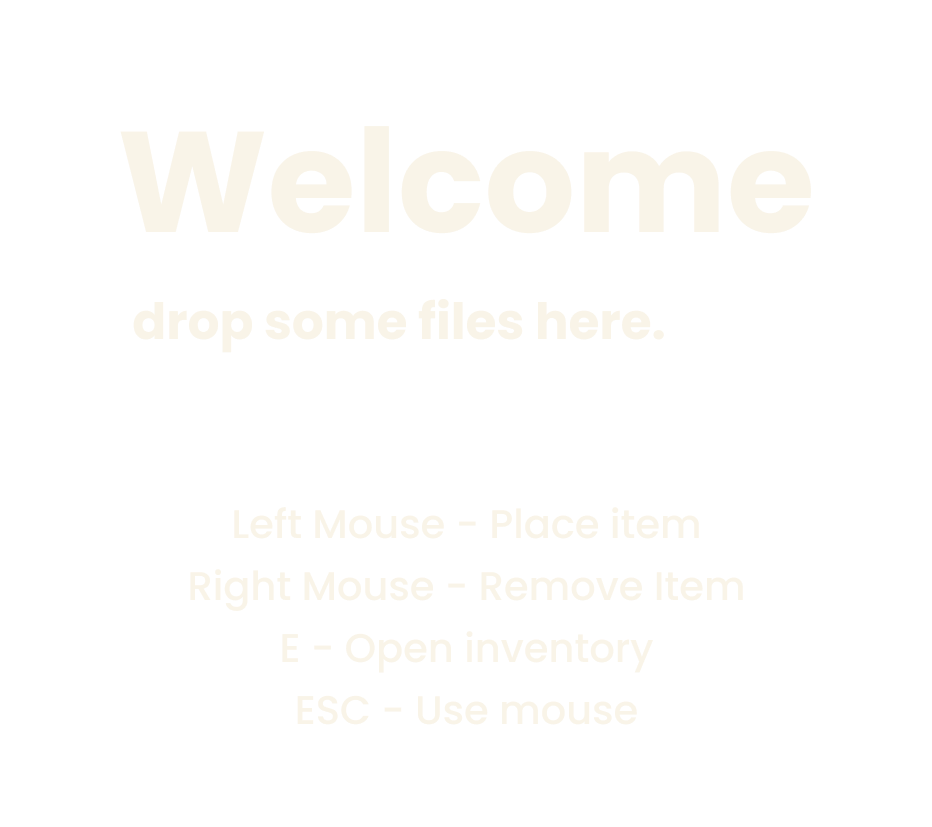 Welcome
drop some files here.
Left Mouse - Place item
Right Mouse - Remove Item
E - Open inventory
ESC - Use mouse